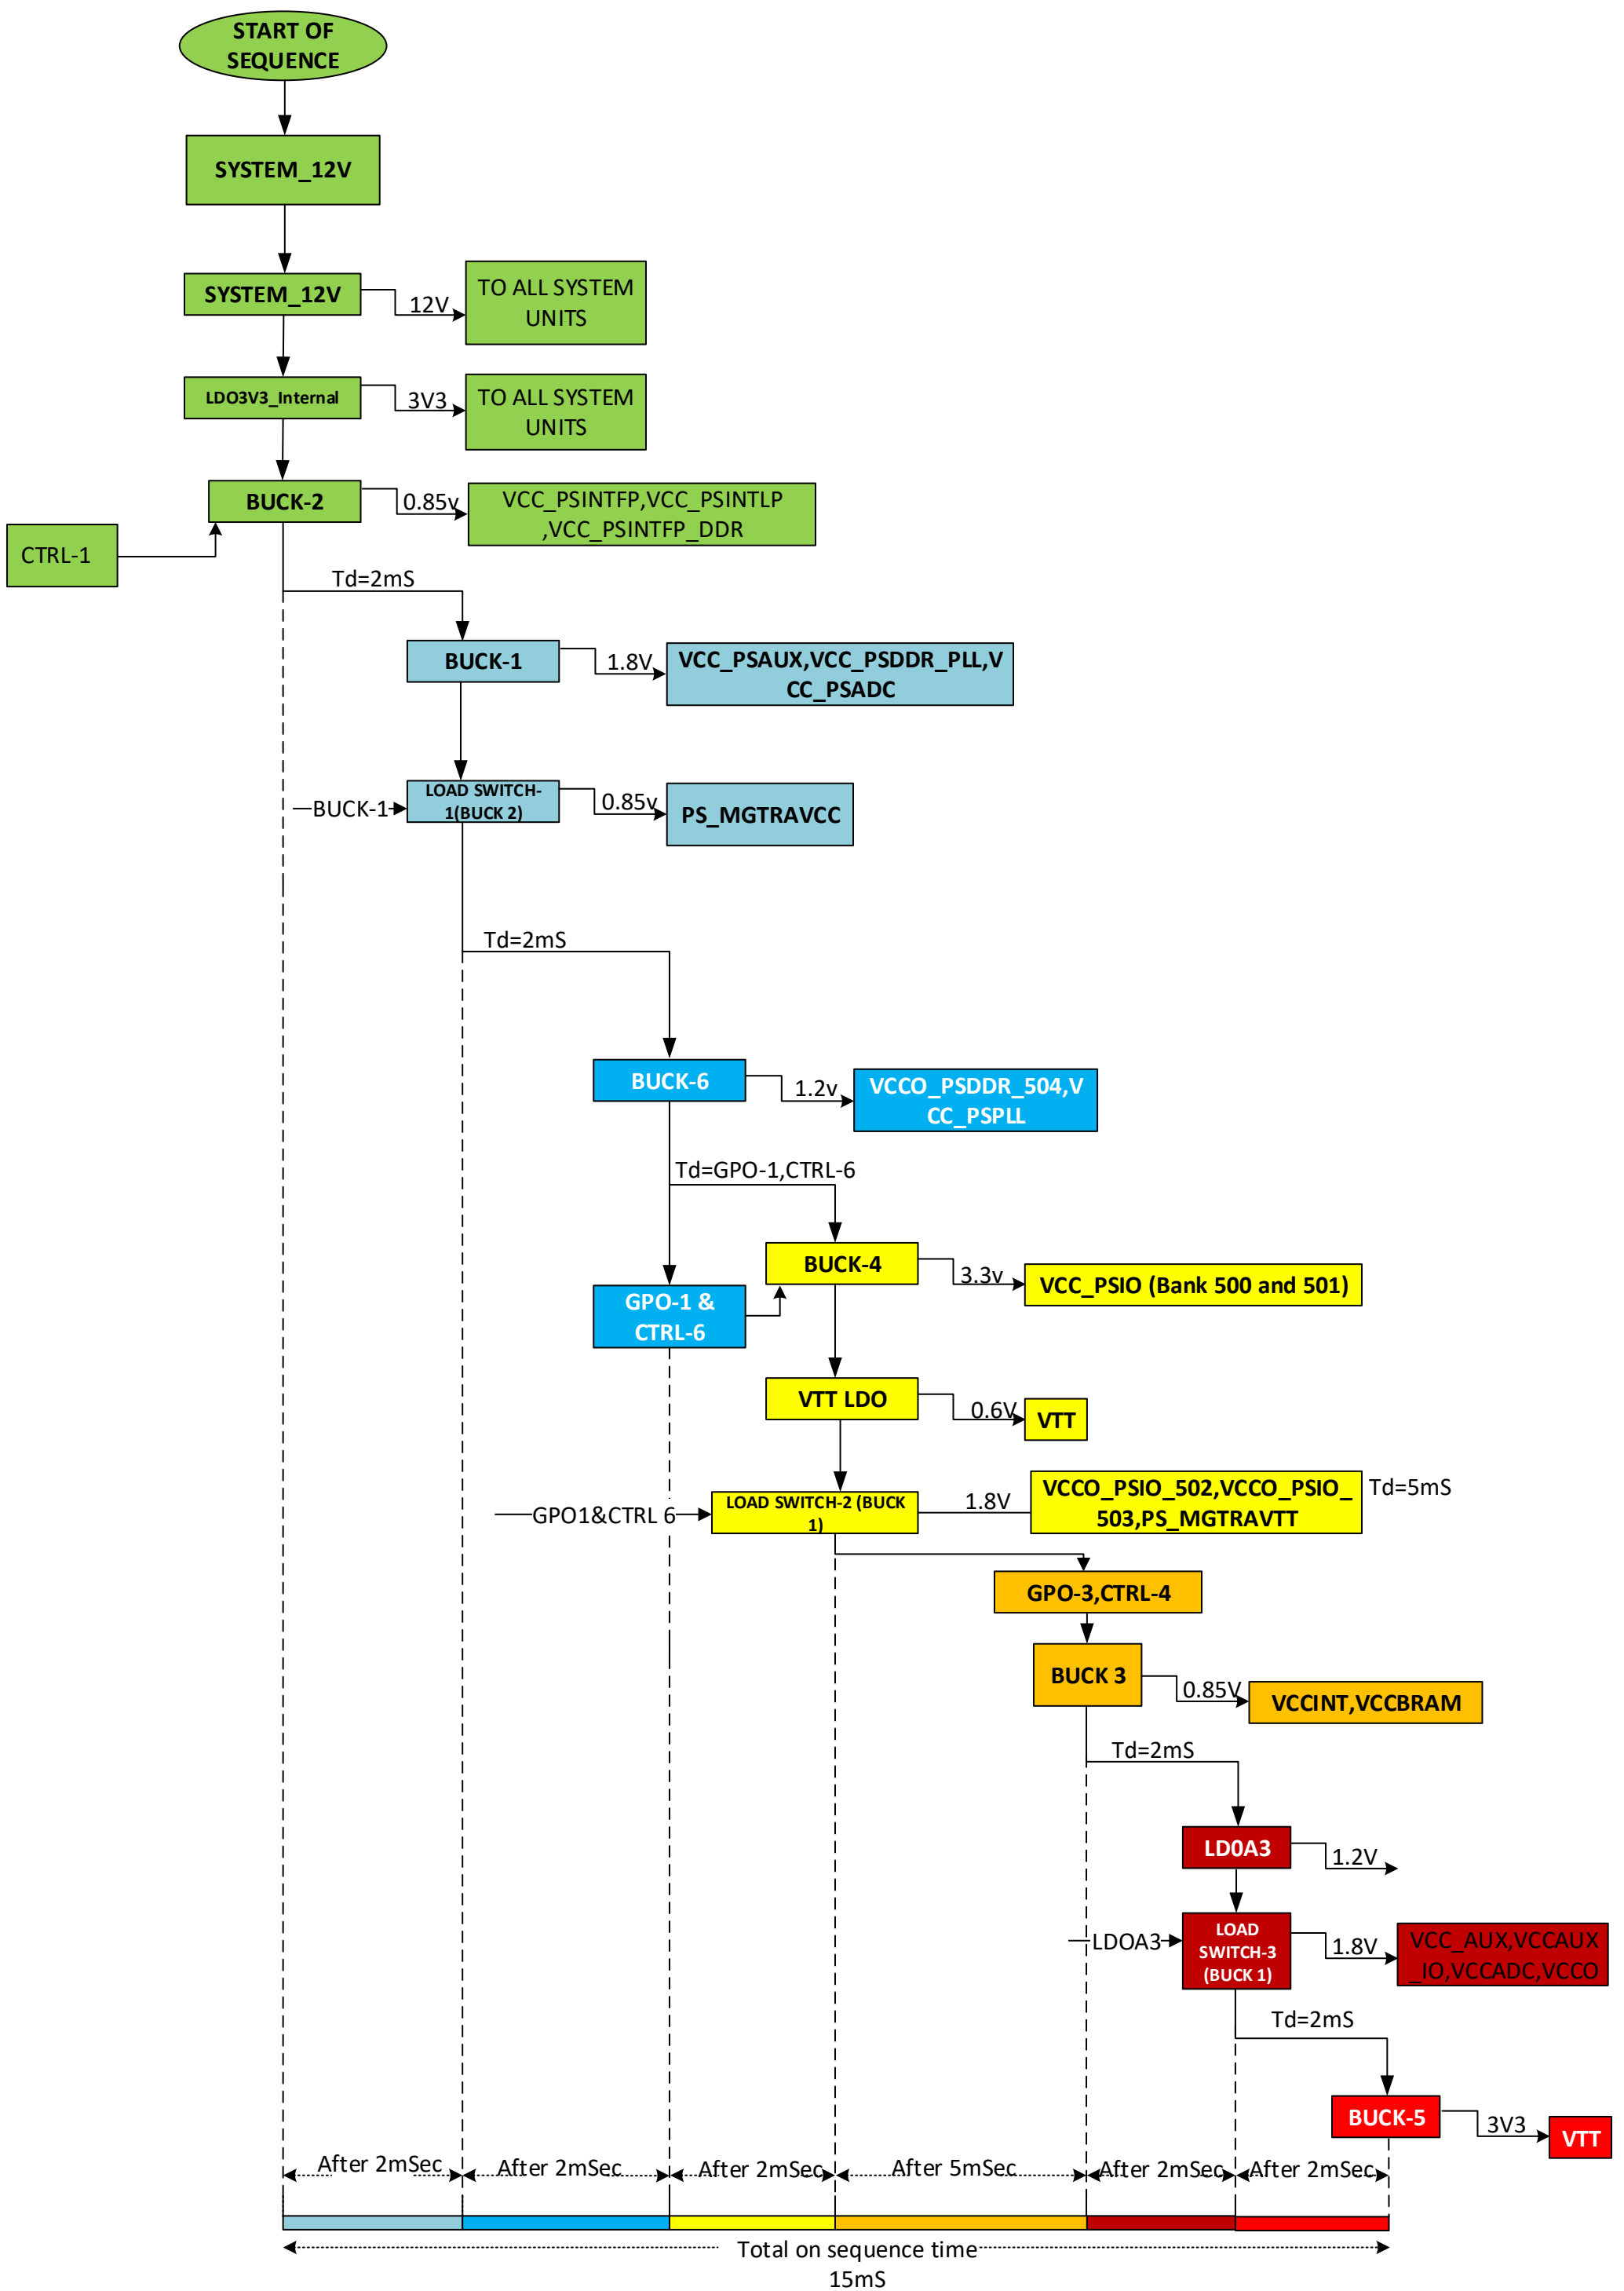 START OF
SEQUENCE
SYSTEM_12V
SYSTEM_12V
12V
TO ALL SYSTEM
UNITS
LDO3V3_Internal
3V3
TO ALL SYSTEM
UNITS
BUCK-2
0.85v
VCC_PSINTFP,VCC_PSINTLP
,VCC_PSINTFP_DDR
CTRL-1
Td=2mS
BUCK-1
1.8V
VCC_PSAUX,VCC_PSDDR_PLL,V
CC_PSADC
BUCK-1
LOAD SWITCH-
1(BUCK 2)
0.85v
PS_MGTRAVCC
Td=2mS
BUCK-6
1.2v
VCCO_PSDDR_504,V
CC_PSPLL
Td=GPO-1,CTRL-6
BUCK-4
3.3v
VCC_PSIO (Bank 500 and 501)
GPO-1 &
CTRL-6
VTT LDO
0.6V
VTT
GPO1&CTRL 6
LOAD SWITCH-2 (BUCK
1)
1.8V
VCCO_PSIO_502,VCCO_PSIO_
503,PS_MGTRAVTT
Td=5mS
GPO-3,CTRL-4
BUCK 3
0.85V
VCCINT,VCCBRAM
Td=2mS
LD0A3
1.2V
LDOA3
LOAD
SWITCH-3
(BUCK 1)
1.8V
VCC_AUX,VCCAUX
_IO,VCCADC,VCCO
Td=2mS
BUCK-5
3V3
VTT
After 2mSec
After 2mSec
After 2mSec
After 5mSec
After 2mSec
After 2mSec
Total on sequence time
15mS